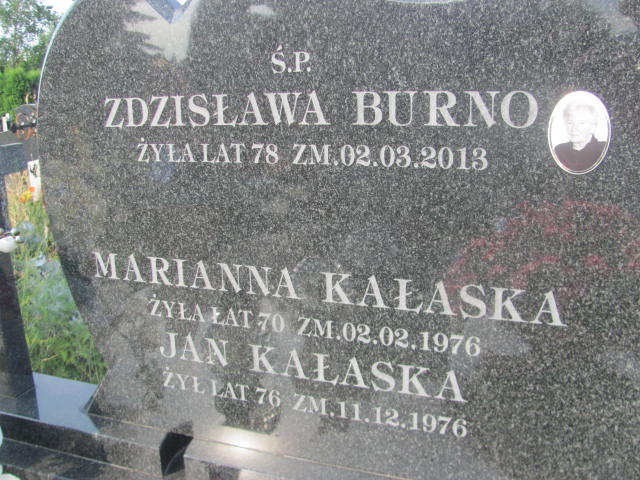 Ś.P.
ZDZISŁAWA BURNO
ŻYŁA LAT 78 ZM.02.03.2013
MARIANNA KAŁASKA
ŻYŁA ŁAT 70 ZM.02.02.1976
JAN KAŁASKA
ŻYŁ LAT 76 ZM.11.12.1976